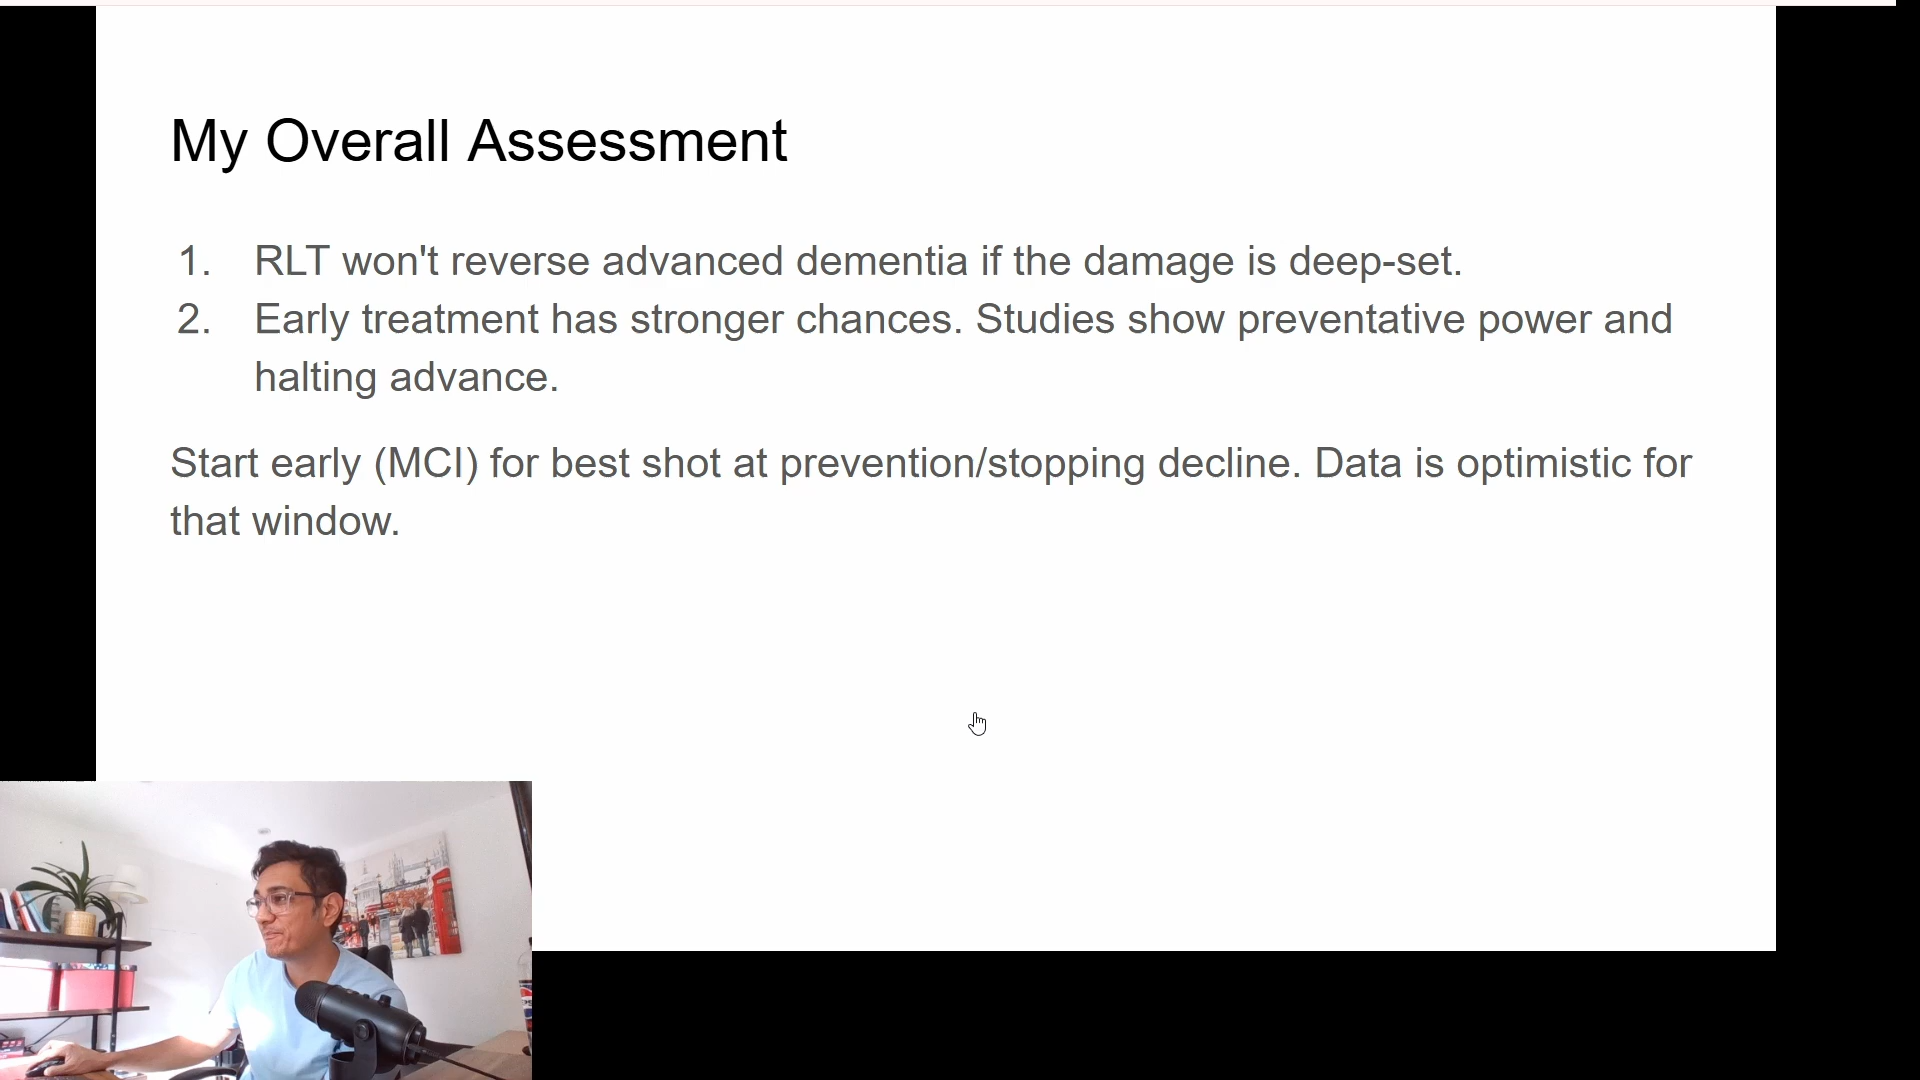 My Overall Assessment
1. RLT won't reverse advanced dementia if the damage is deep-set.
2. Early treatment has stronger chances. Studies show preventative power and
halting advance.
Start early (MCI) for best shot at prevention/stopping decline. Data is optimistic for
that window.